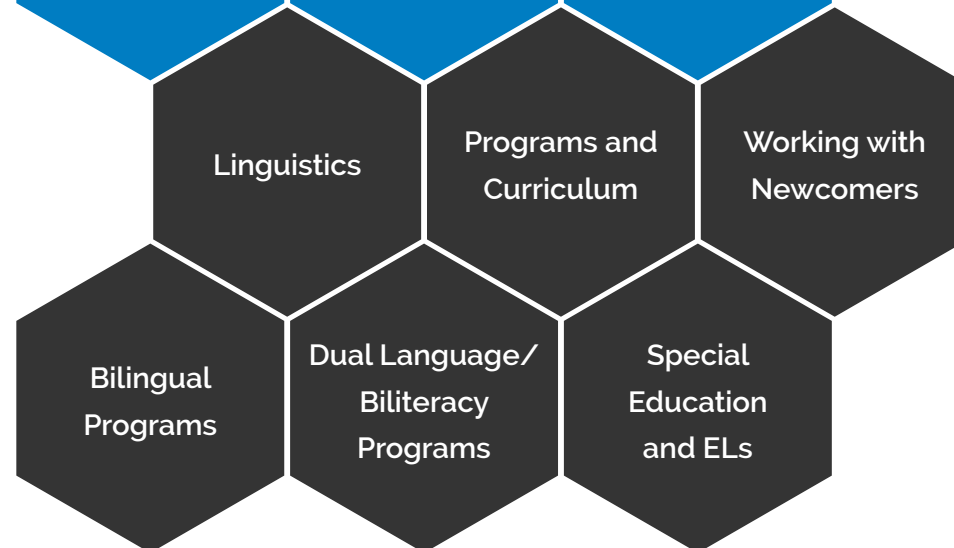 Linguistics
Programs and
Curriculum
Working with
Newcomers
Bilingual
Programs
Dual Language/
Biliteracy
Programs
Special
Education
and ELs